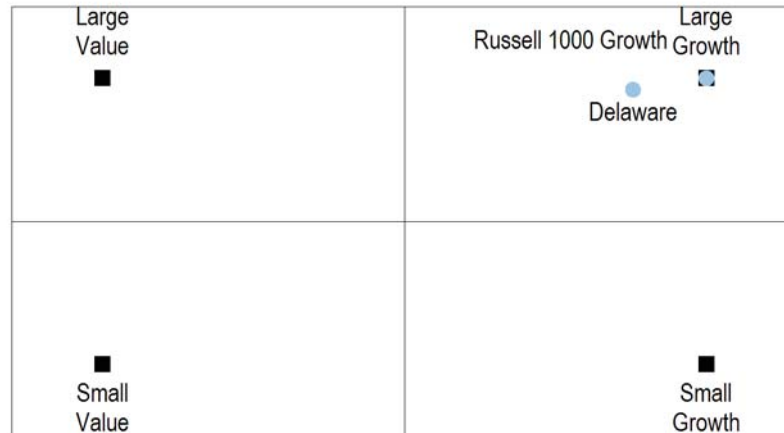 Large
Value
Russell 1000 Growth
Large
Growth
Delaware
Small
Value
Small
Growth